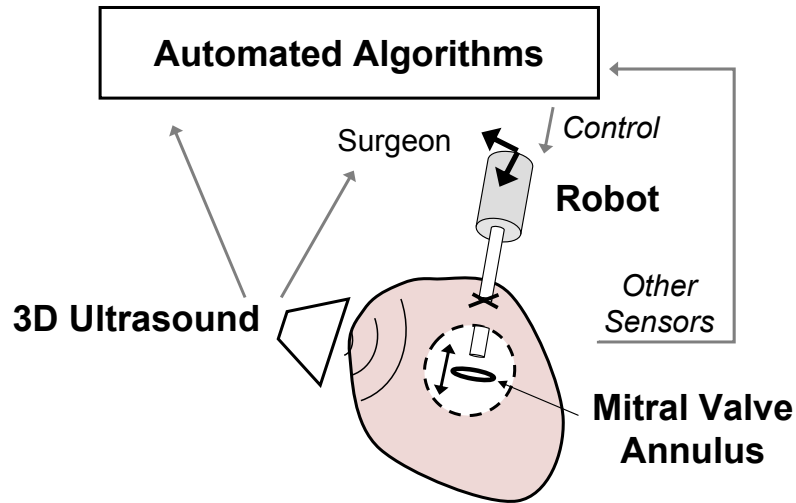 Automated Algorithms
Surgeon
Control
Robot
3D Ultrasound
Other
Sensors
Mitral Valve
Annulus